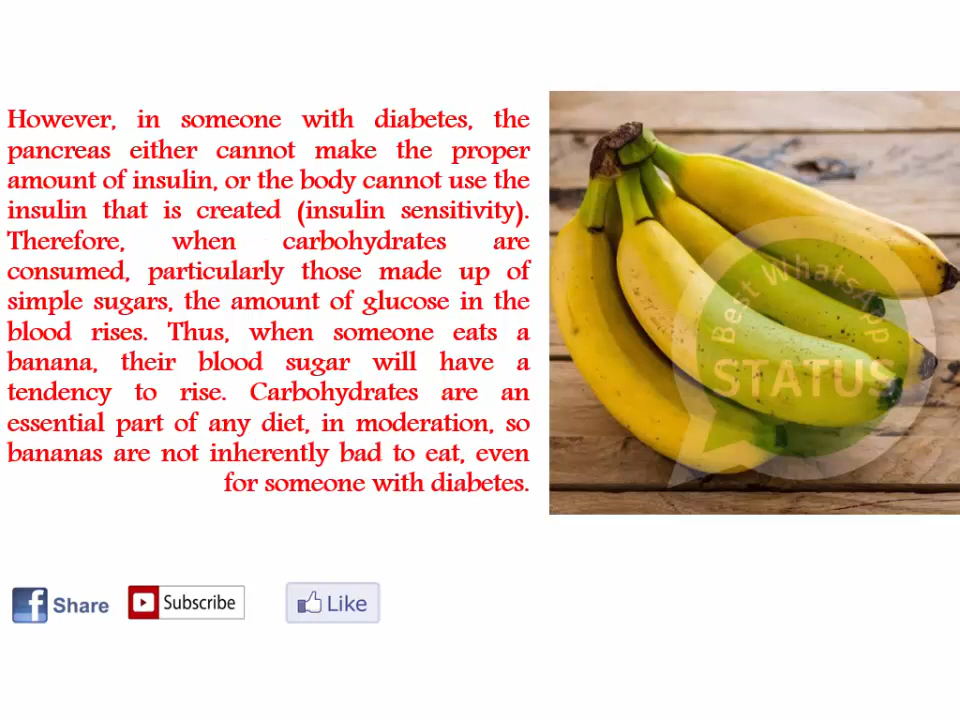 However, in someone with diabetes, the
pancreas either cannot make the proper
amount of insulin, or the body cannot use the
insulin that is created (insulin sensitivity).
Therefore, when carbohydrates are
consumed, particularly those made up of
simple sugars, the amount of glucose in the
blood rises. Thus, when someone eats a
banana, their blood sugar will have a
tendency to rise. Carbohydrates are an
essential part of any diet, in moderation, so
bananas are not inherently bad to eat, even
for someone with diabetes.
Best WhatsApp
STATUS
f Share
Subscribe
Like